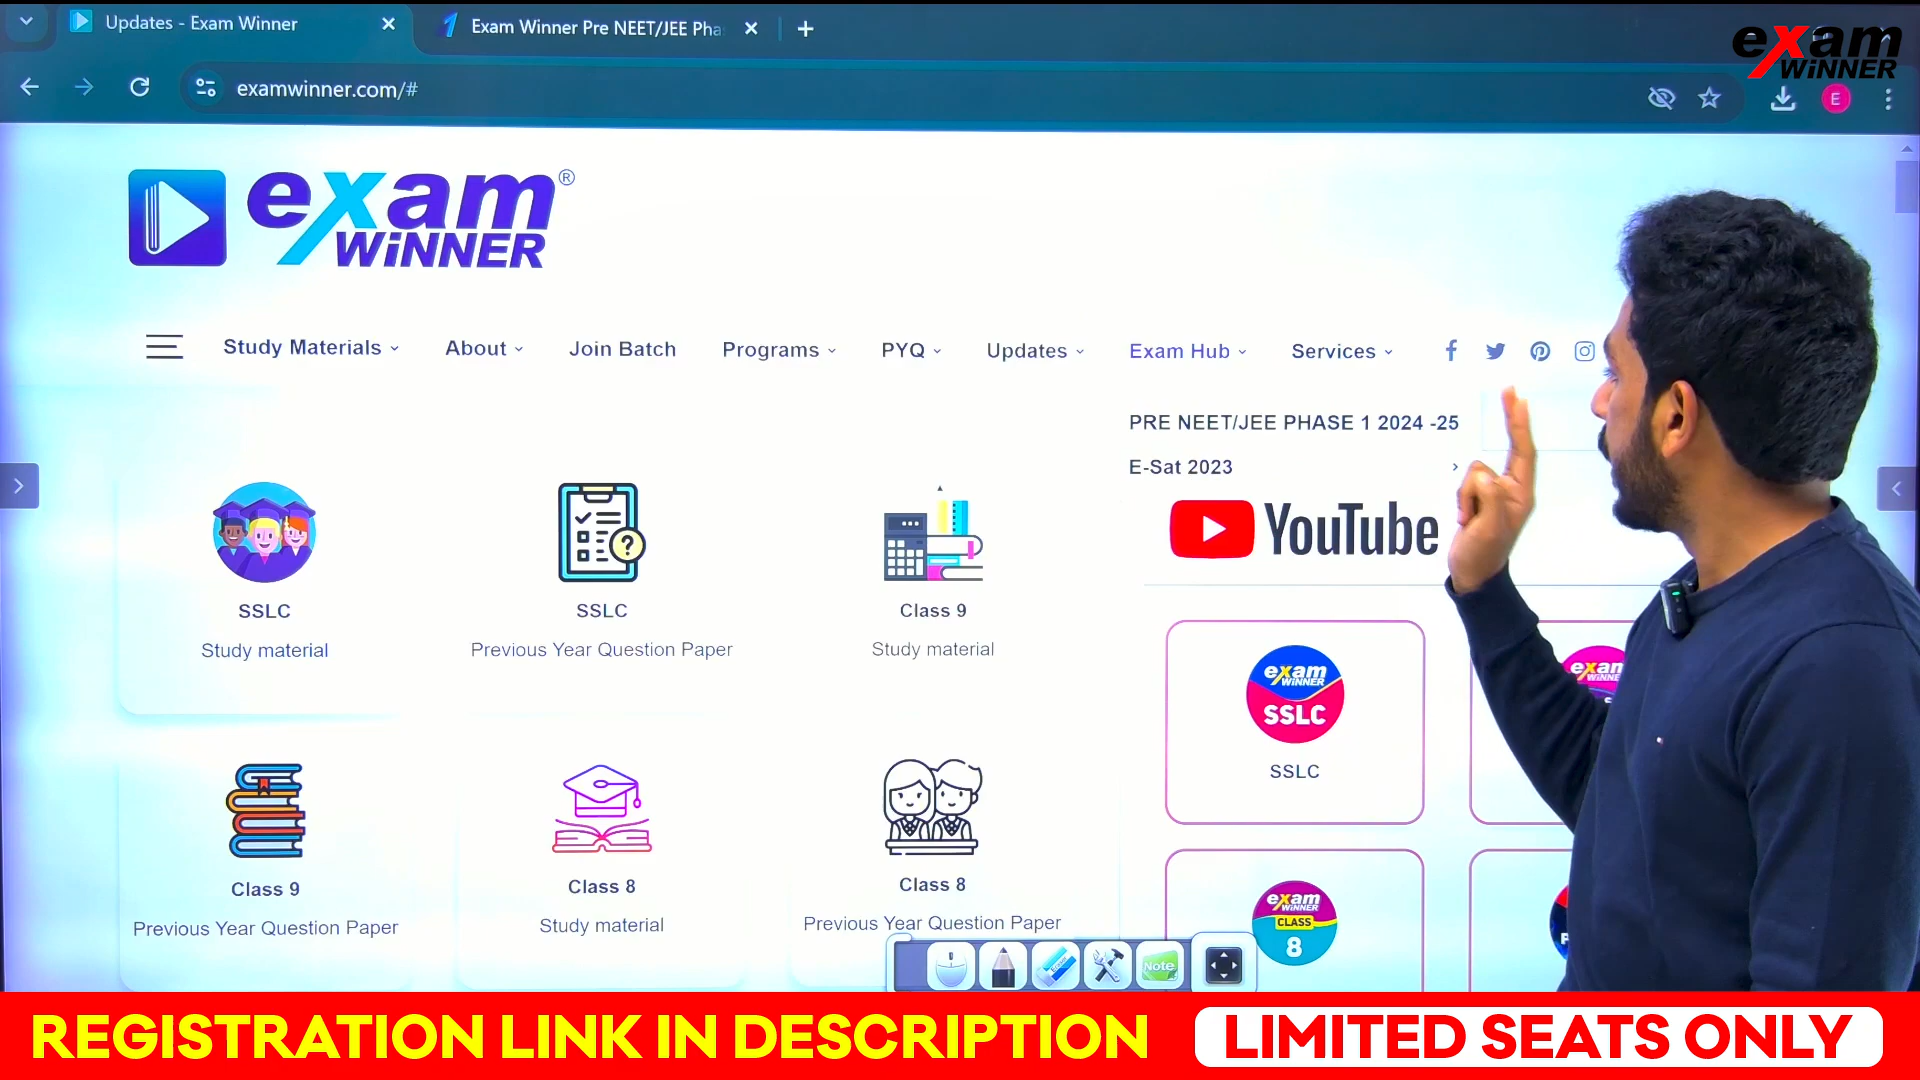 Updates - Exam Winner
Exam Winner Pre NEET/JEE Pha
exam
WiNNER
examwinner.com/#
E
exam®
WiNNER
Study Materials
About
Join Batch
Programs
PYQ
Updates
Exam Hub
Services
PRE NEET/JEE PHASE 1 2024 -25
E-Sat 2023
YouTube
SSLC
Study material
SSLC
Previous Year Question Paper
Class 9
Study material
exam
WiNNER
SSLC
SSLC
exam
Class 9
Previous Year Question Paper
Class 8
Study material
Class 8
Previous Year Question Paper
exam
WiNNER
CLASS
8
Note
REGISTRATION LINK IN DESCRIPTION
LIMITED SEATS ONLY